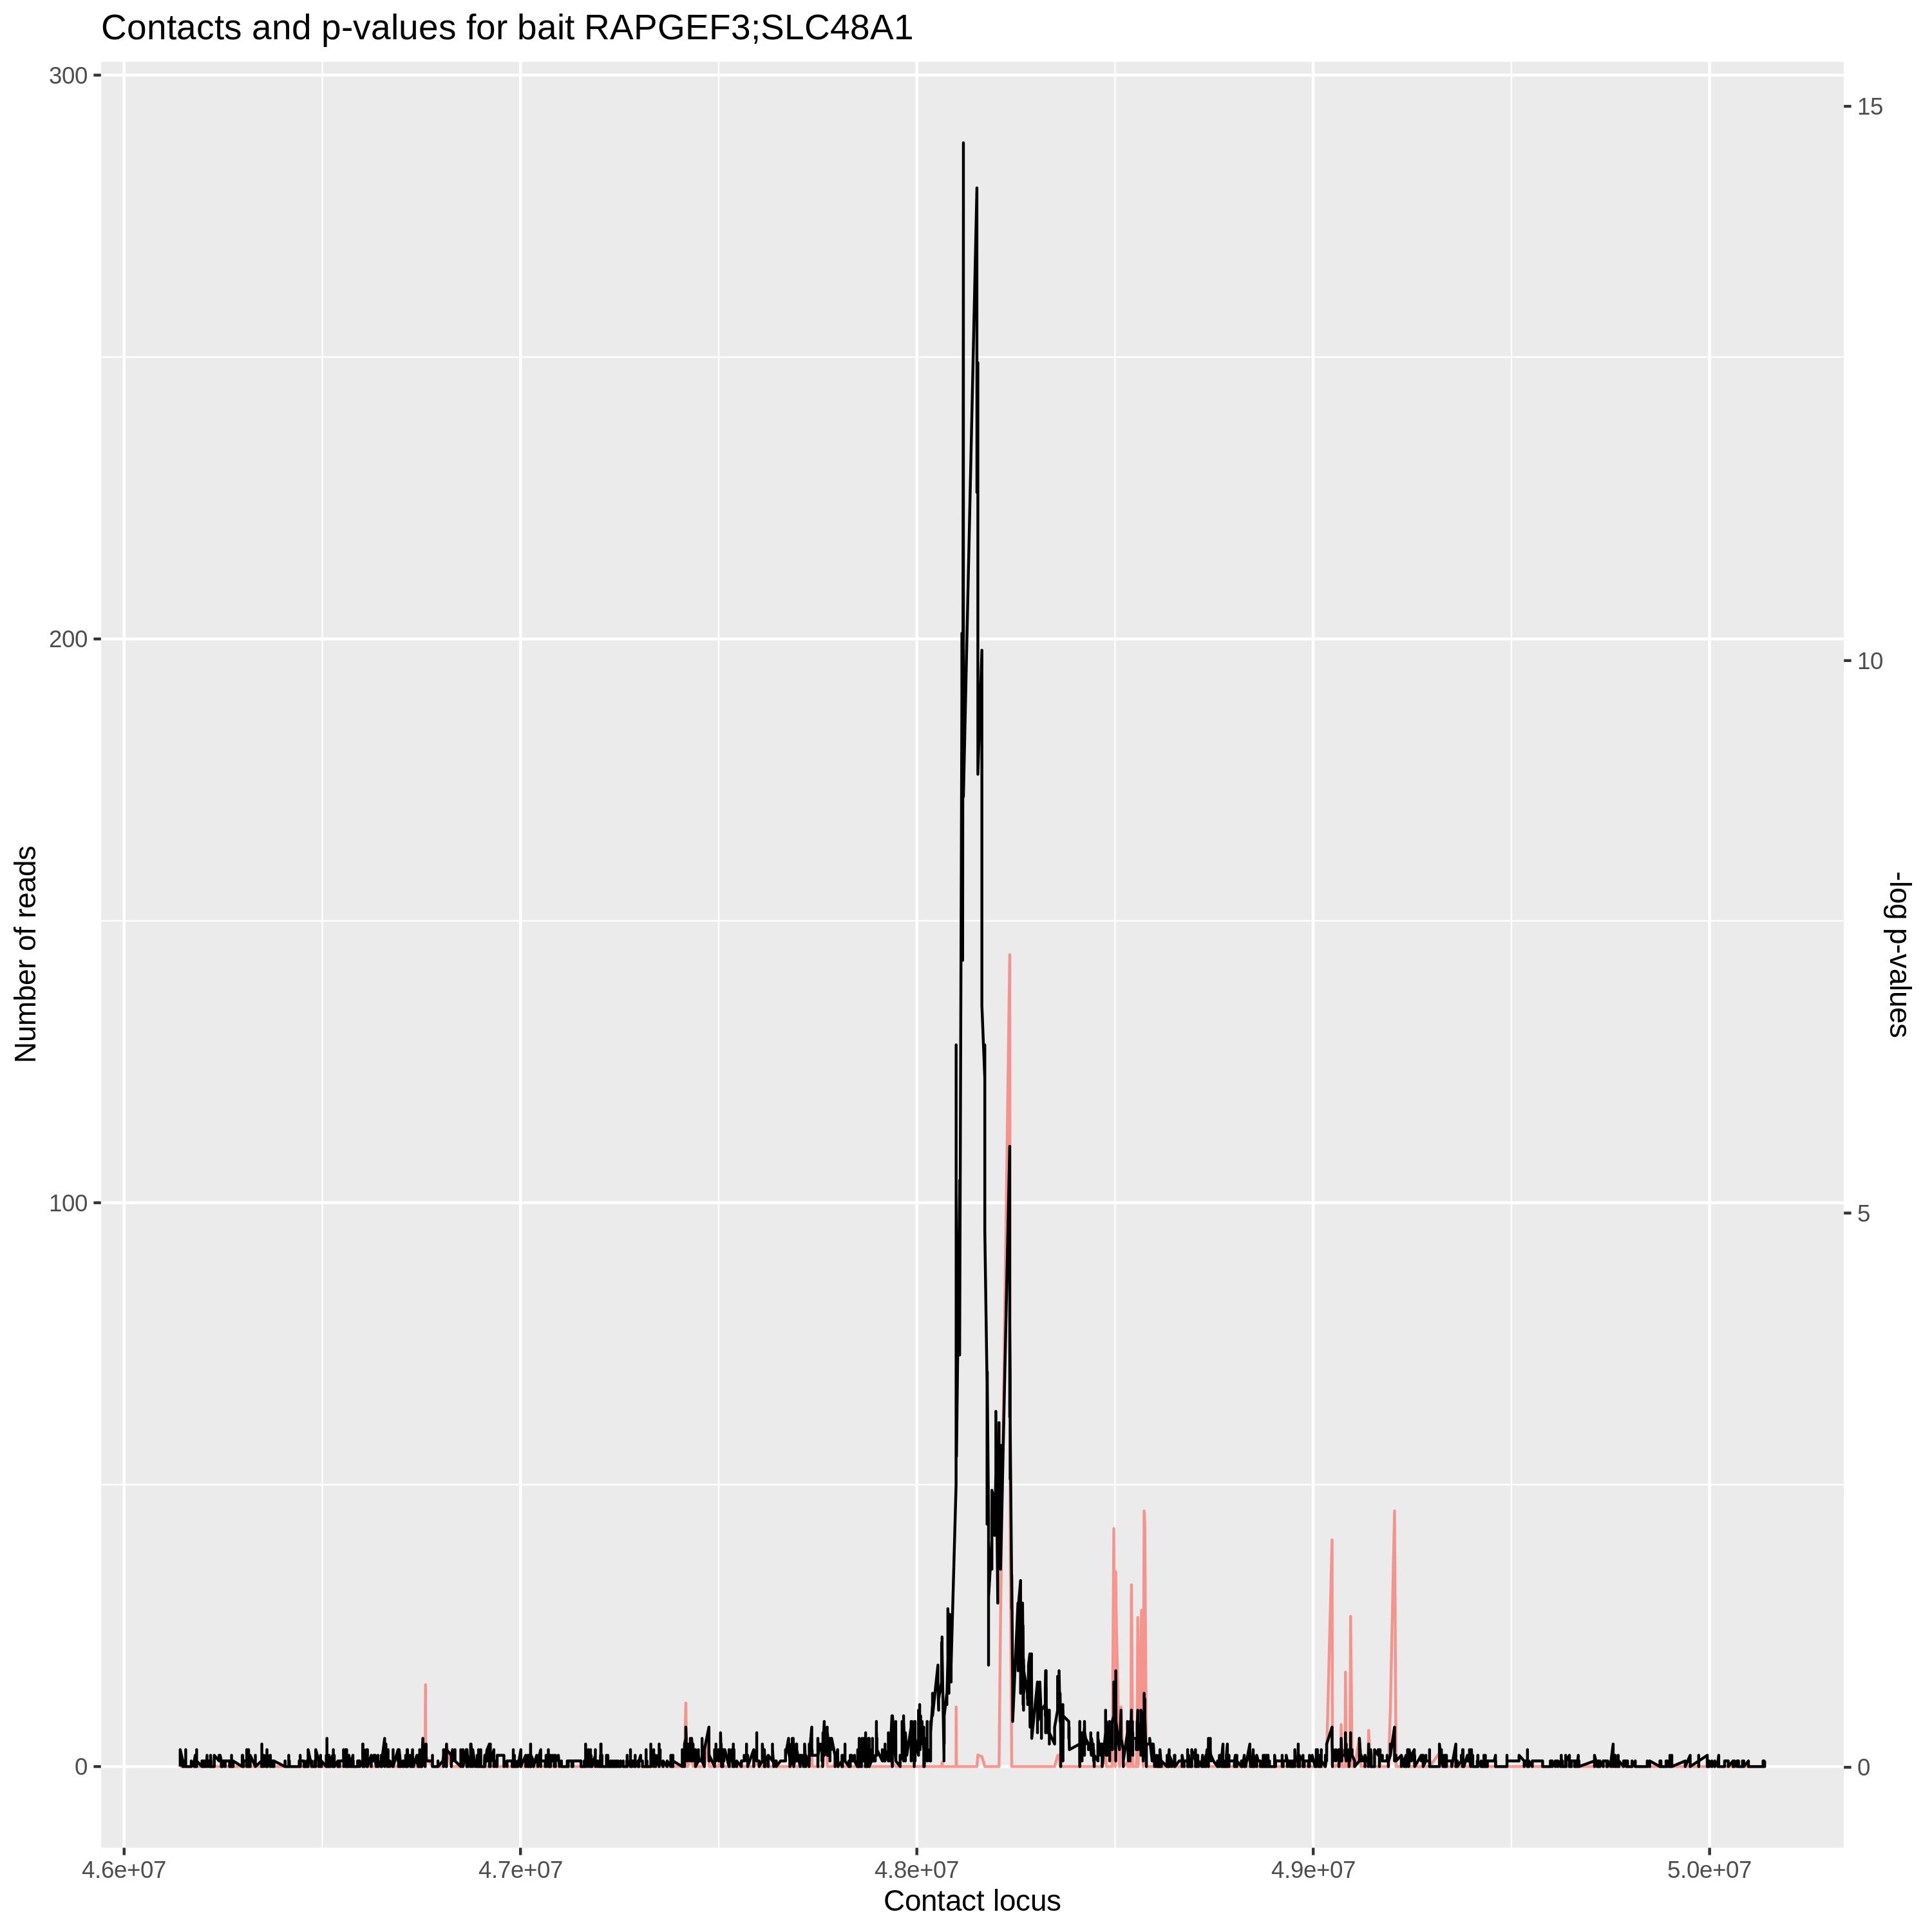 Contacts and p-values for bait RAPGEF3;SLC48A1
300
200
100
0
Number of reads
15
10
5
0
-log p-values
4.6e+07
4.7e+07
4.8e+07
4.9e+07
5.0e+07
Contact locus